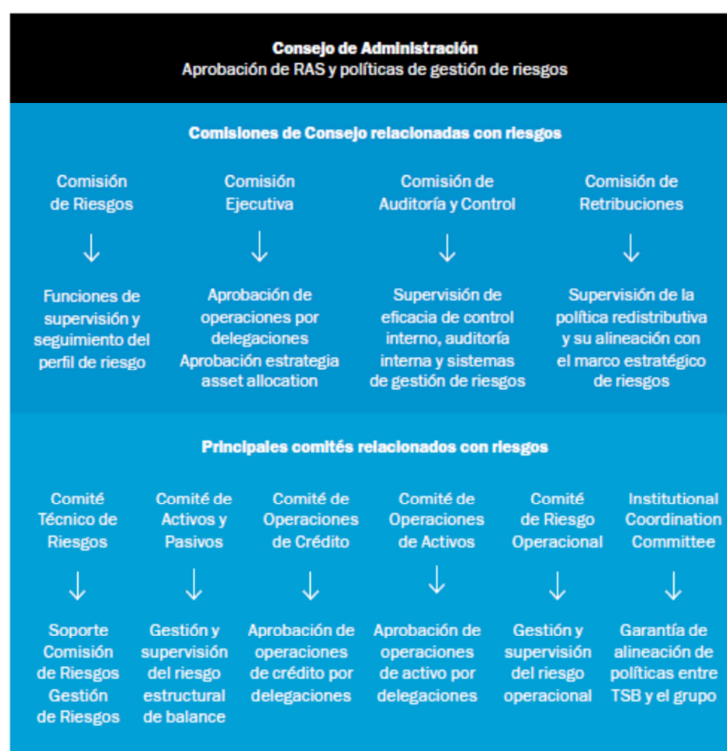 Consejo de Administración
Aprobación de RAS y políticas de gestión de riesgos
Comisiones de Consejo relacionadas con riesgos
Comisión
de Riesgos
Funciones de
supervisión y
seguimiento del
perfil de riesgo
Comisión
Ejecutiva
Aprobación de
operaciones por
delegaciones
Aprobación estrategia
asset allocation
Comisión de
Auditoría y Control
Supervisión de
eficacia de control
interno, auditoría
interna y sistemas
de gestión de riesgos
Comisión de
Retribuciones
Supervisión de la
política redistributiva
y su alineación con
el marco estratégico
de riesgos
Principales comités relacionados con riesgos
Comité
Técnico de
Riesgos
Soporte
Comisión
de Riesgos
Gestión
de Riesgos
Comité de
Activos y
Pasivos
Gestión y
supervisión
del riesgo
estructural
de balance
Comité de
Operaciones
de Crédito
Aprobación de
operaciones
de crédito por
delegaciones
Comité de
Operaciones
de Activos
Aprobación de
operaciones
de activo por
delegaciones
Comité
de Riesgo
Operacional
Gestión y
supervisión
del riesgo
operacional
Institutional
Coordination
Committee
Garantía de
alineación de
políticas entre
TSB y el grupo